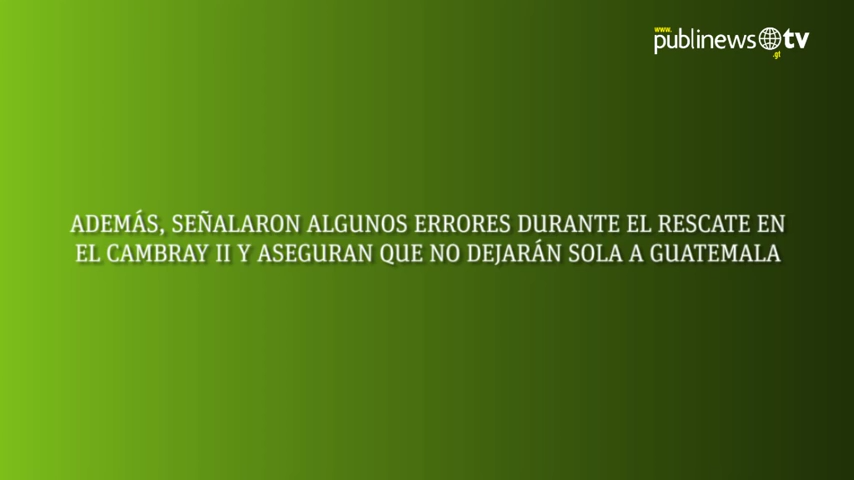 www.
publinews tv
.gt
ADEMÁS, SEÑALARON ALGUNOS ERRORES DURANTE EL RESCATE EN
EL CAMBRAY II Y ASEGURAN QUE NO DEJARÁN SOLA A GUATEMALA